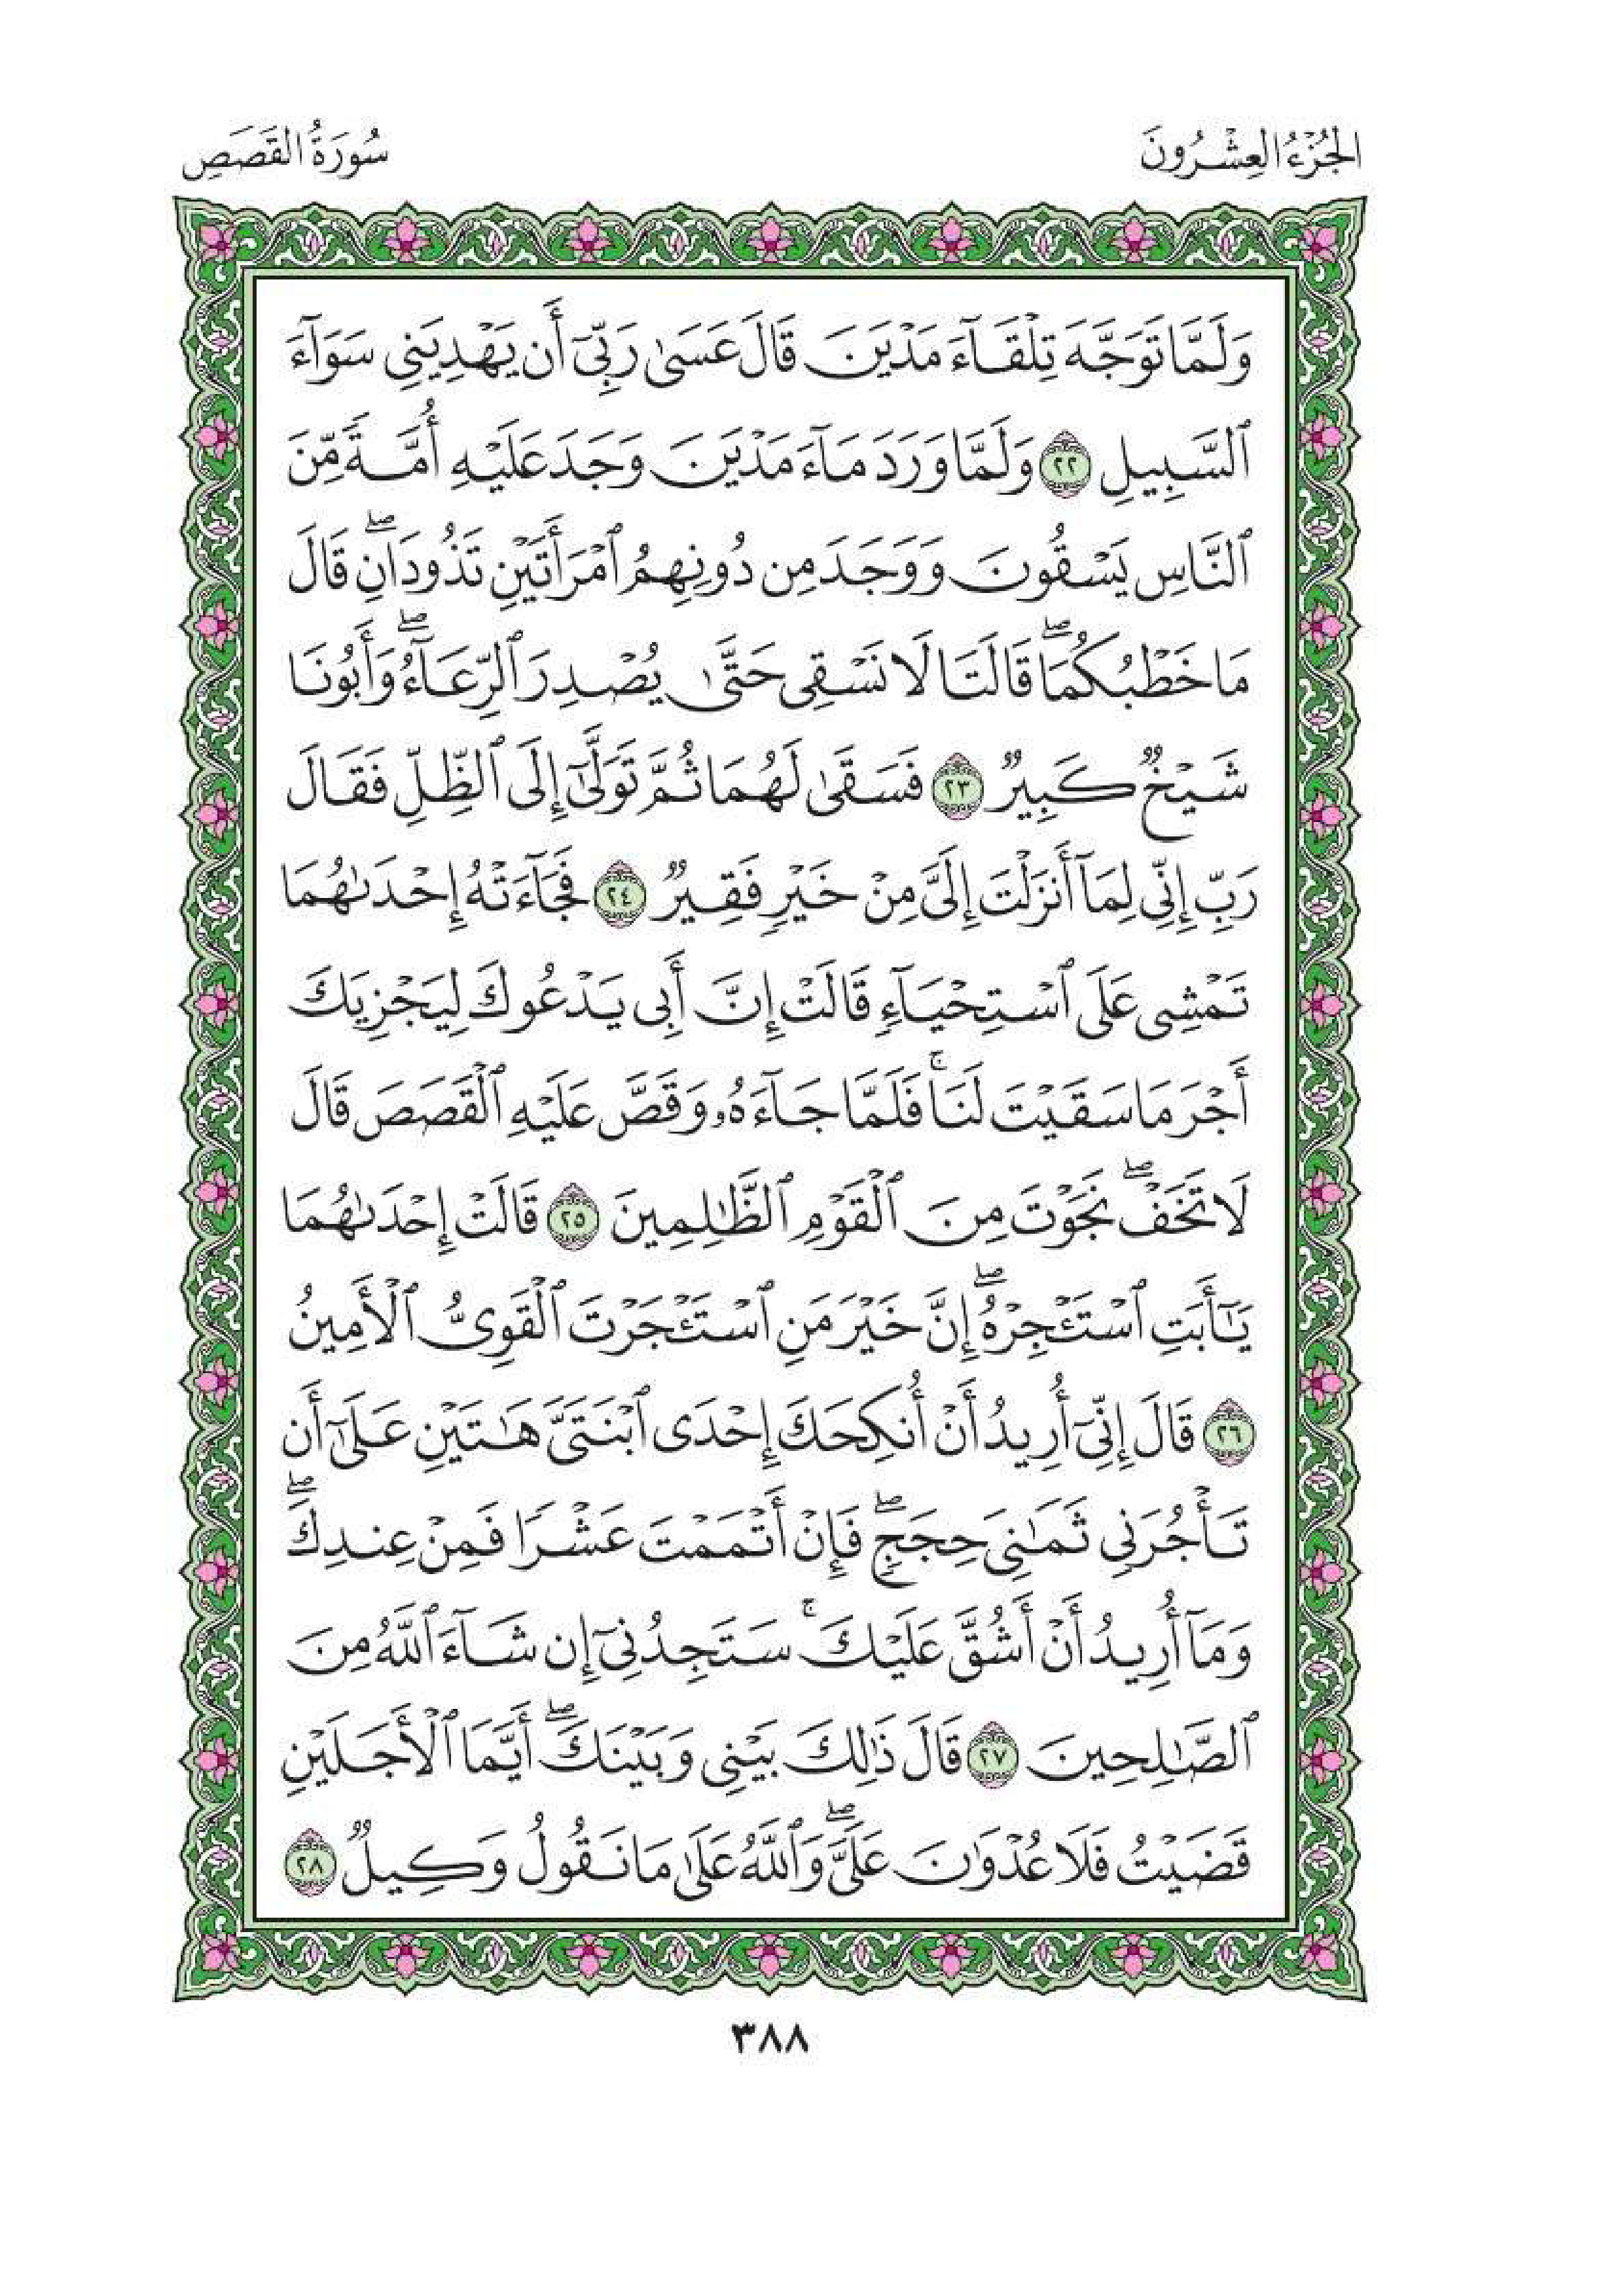 الجُزْءُ العِشْرُونَ
سُورَةُ القَصَصِ
وَلَمَّا تَوَجَّهَ تِلْقَآءَ مَدْيَنَ قَالَ عَسَىٰ رَبِّىٓ أَن يَهْدِيَنِى سَوَآءَ
ٱلسَّبِيلِ ٢٢ وَلَمَّا وَرَدَ مَآءَ مَدْيَنَ وَجَدَ عَلَيْهِ أُمَّةً مِّنَ
ٱلنَّاسِ يَسْقُونَ وَوَجَدَ مِن دُونِهِمُ ٱمْرَأَتَيْنِ تَذُودَانِۖ قَالَ
مَا خَطْبُكُمَاۖ قَالَتَا لَا نَسْقِى حَتَّىٰ يُصْدِرَ ٱلرِّعَآءُۖ وَأَبُونَا
شَيْخٌ كَبِيرٌ ٢٣ فَسَقَىٰ لَهُمَا ثُمَّ تَوَلَّىٰٓ إِلَى ٱلظِّلِّ فَقَالَ
رَبِّ إِنِّى لِمَآ أَنزَلْتَ إِلَىَّ مِنْ خَيْرٍ فَقِيرٌ ٢٤ فَجَآءَتْهُ إِحْدَىٰهُمَا
تَمْشِى عَلَى ٱسْتِحْيَآءٍ قَالَتْ إِنَّ أَبِى يَدْعُوكَ لِيَجْزِيَكَ
أَجْرَ مَا سَقَيْتَ لَنَاۚ فَلَمَّا جَآءَهُۥ وَقَصَّ عَلَيْهِ ٱلْقَصَصَ قَالَ
لَا تَخَفْۖ نَجَوْتَ مِنَ ٱلْقَوْمِ ٱلظَّٰلِمِينَ ٢٥ قَالَتْ إِحْدَىٰهُمَا
يَٰٓأَبَتِ ٱسْتَـْٔجِرْهُۖ إِنَّ خَيْرَ مَنِ ٱسْتَـْٔجَرْتَ ٱلْقَوِىُّ ٱلْأَمِينُ
٢٦ قَالَ إِنِّىٓ أُرِيدُ أَنْ أُنكِحَكَ إِحْدَى ٱبْنَتَىَّ هَٰتَيْنِ عَلَىٰٓ أَن
تَأْجُرَنِى ثَمَٰنِىَ حِجَجٍۖ فَإِنْ أَتْمَمْتَ عَشْرًا فَمِنْ عِندِكَۖ
وَمَآ أُرِيدُ أَنْ أَشُقَّ عَلَيْكَۚ سَتَجِدُنِىٓ إِن شَآءَ ٱللَّهُ مِنَ
ٱلصَّٰلِحِينَ ٢٧ قَالَ ذَٰلِكَ بَيْنِى وَبَيْنَكَۖ أَيَّمَا ٱلْأَجَلَيْنِ
قَضَيْتُ فَلَا عُدْوَٰنَ عَلَىَّۖ وَٱللَّهُ عَلَىٰ مَا نَقُولُ وَكِيلٌ ٢٨
٣٨٨